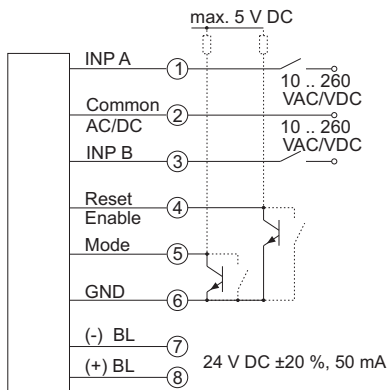 max. 5 V DC
INP A
1
10 .. 260
VAC/VDC
Common
AC/DC
2
10 .. 260
VAC/VDC
INP B
3
Reset
Enable
4
Mode
5
GND
6
(-) BL
7
24 V DC ±20 %, 50 mA
(+) BL
8